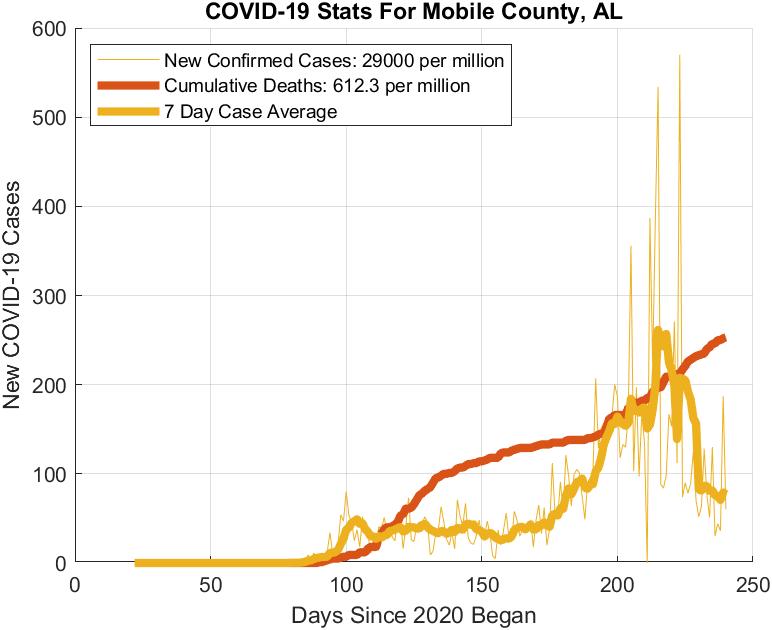 COVID-19 Stats For Mobile County, AL
600
New Confirmed Cases: 29000 per million
Cumulative Deaths: 612.3 per million
7 Day Case Average
500
400
300
200
100
0
New COVID-19 Cases
0 50 100 150 200 250
Days Since 2020 Began